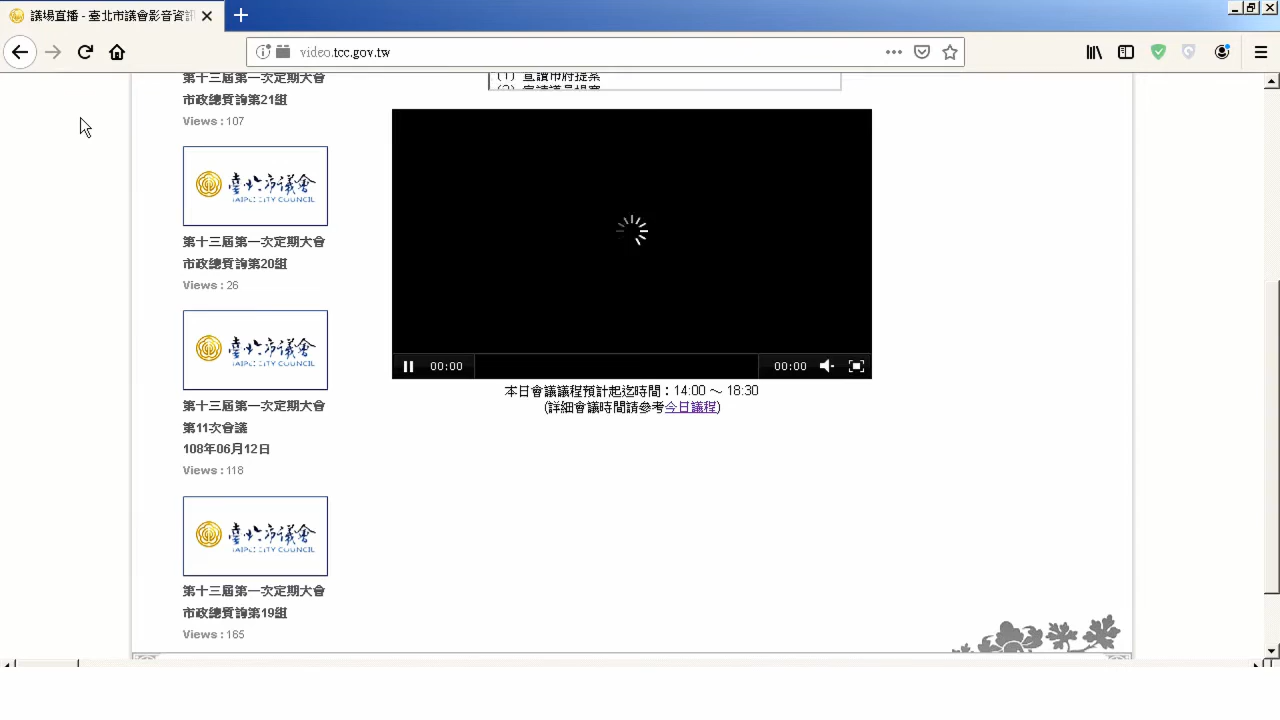 議場直播 - 臺北市議會影音資訊
video.tcc.gov.tw
第十三屆第一次定期大會
市政總質詢第21組
Views : 107
臺北市議會
TAIPEI CITY COUNCIL
第十三屆第一次定期大會
市政總質詢第20組
Views : 26
臺北市議會
TAIPEI CITY COUNCIL
第十三屆第一次定期大會
第11次會議
108年06月12日
Views : 118
臺北市議會
TAIPEI CITY COUNCIL
第十三屆第一次定期大會
市政總質詢第19組
Views : 165
(1) 宣讀市府提案
(2) 宣讀議員提案
00:00
00:00
本日會議議程預計起迄時間：14:00 ～ 18:30
(詳細會議時間請參考今日議程)